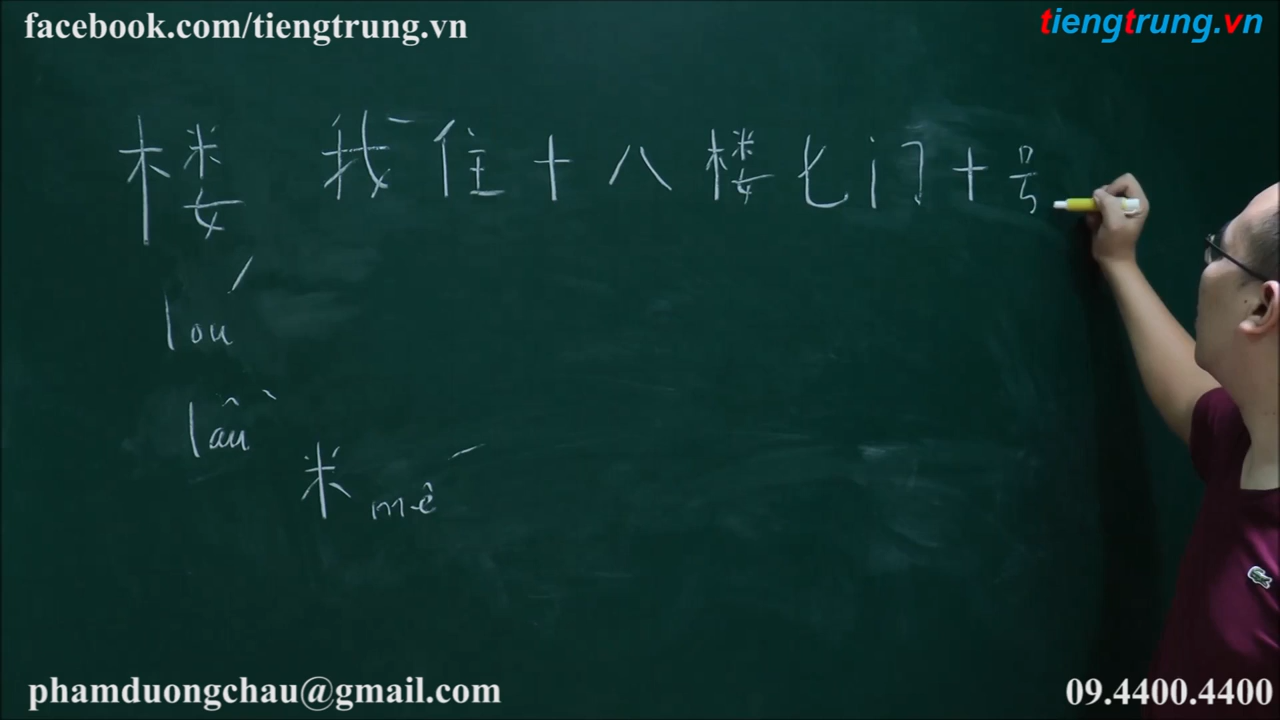 facebook.com/tiengtrung.vn
tiengtrung.vn
楼 我住十八楼七门十号
lóu
lầu
米 mễ
phamduongchau@gmail.com
09.4400.4400